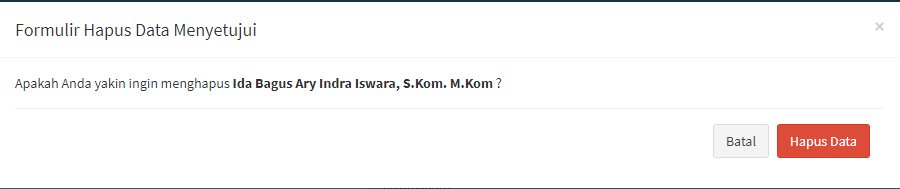 Formulir Hapus Data Menyetujui
×
Apakah Anda yakin ingin menghapus Ida Bagus Ary Indra Iswara, S.Kom. M.Kom ?
Batal
Hapus Data